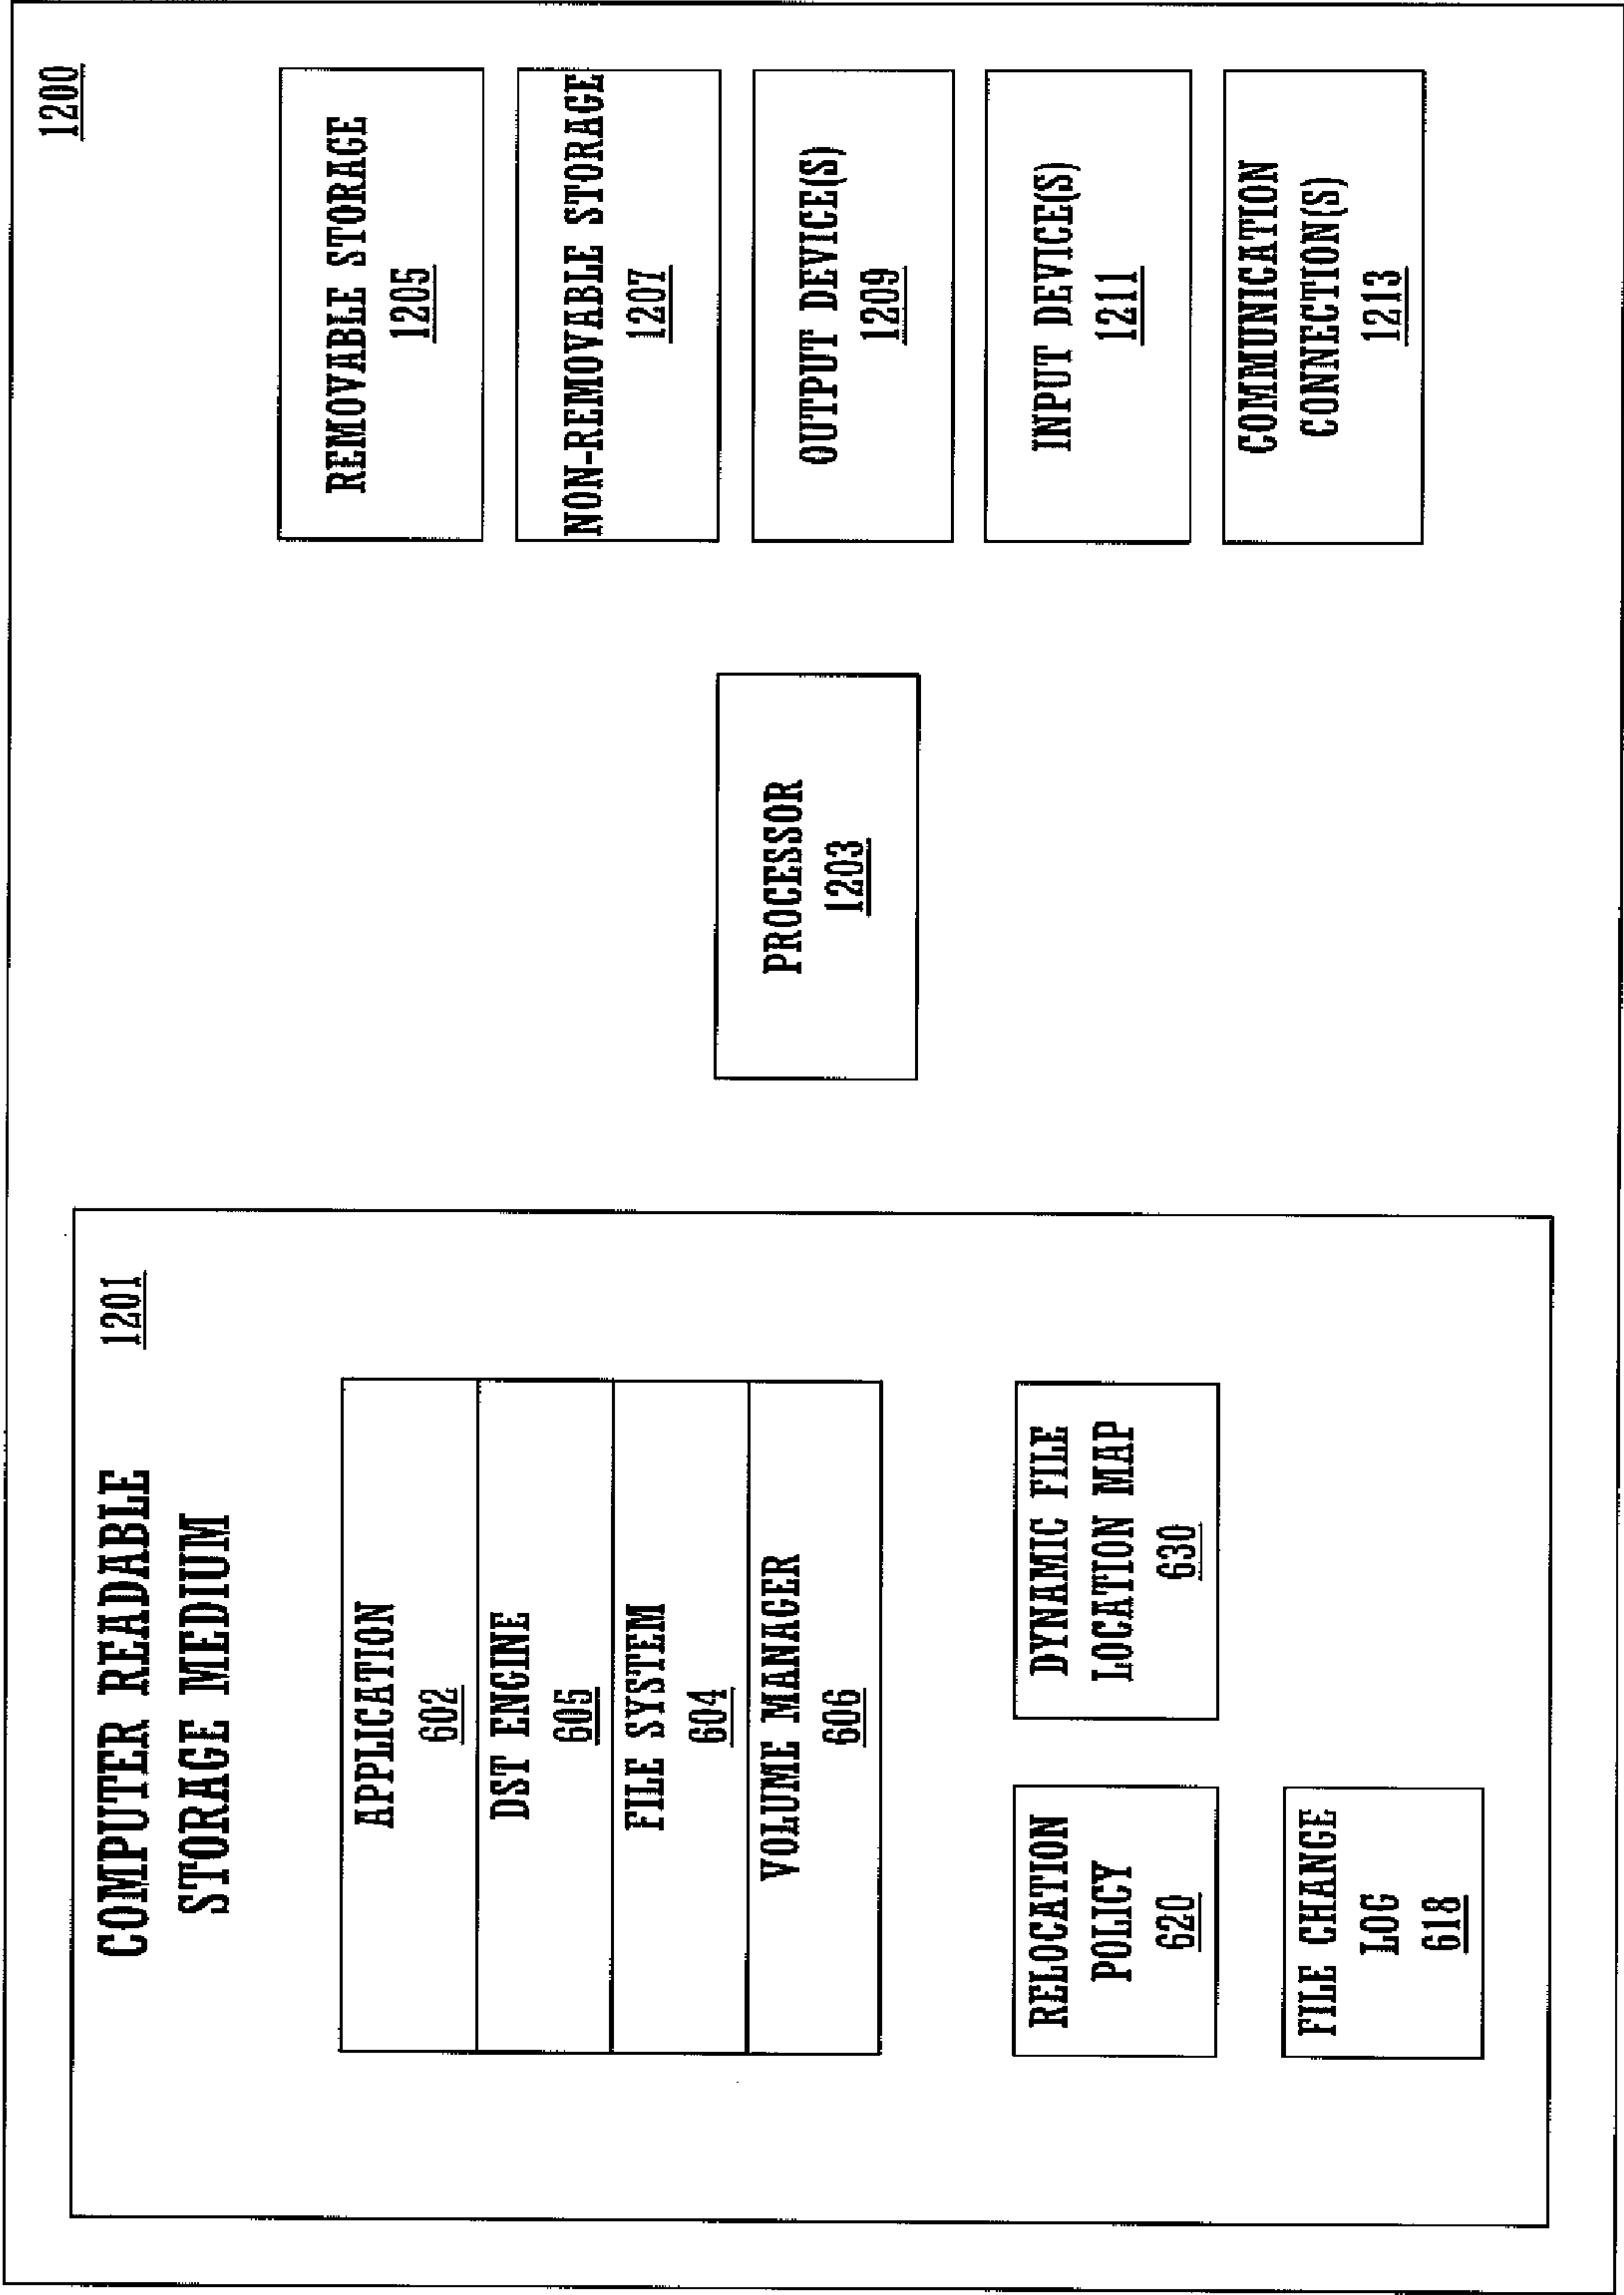 1200
COMPUTER READABLE
STORAGE MEDIUM
1201
APPLICATION
602
DST ENGINE
605
FILE SYSTEM
604
VOLUME MANAGER
606
RELOCATION
POLICY
620
DYNAMIC FILE
LOCATION MAP
630
FILE CHANGE
LOG
618
PROCESSOR
1203
REMOVABLE STORAGE
1205
NON-REMOVABLE STORAGE
1207
OUTPUT DEVICE(S)
1209
INPUT DEVICE(S)
1211
COMMUNICATION
CONNECTION(S)
1213